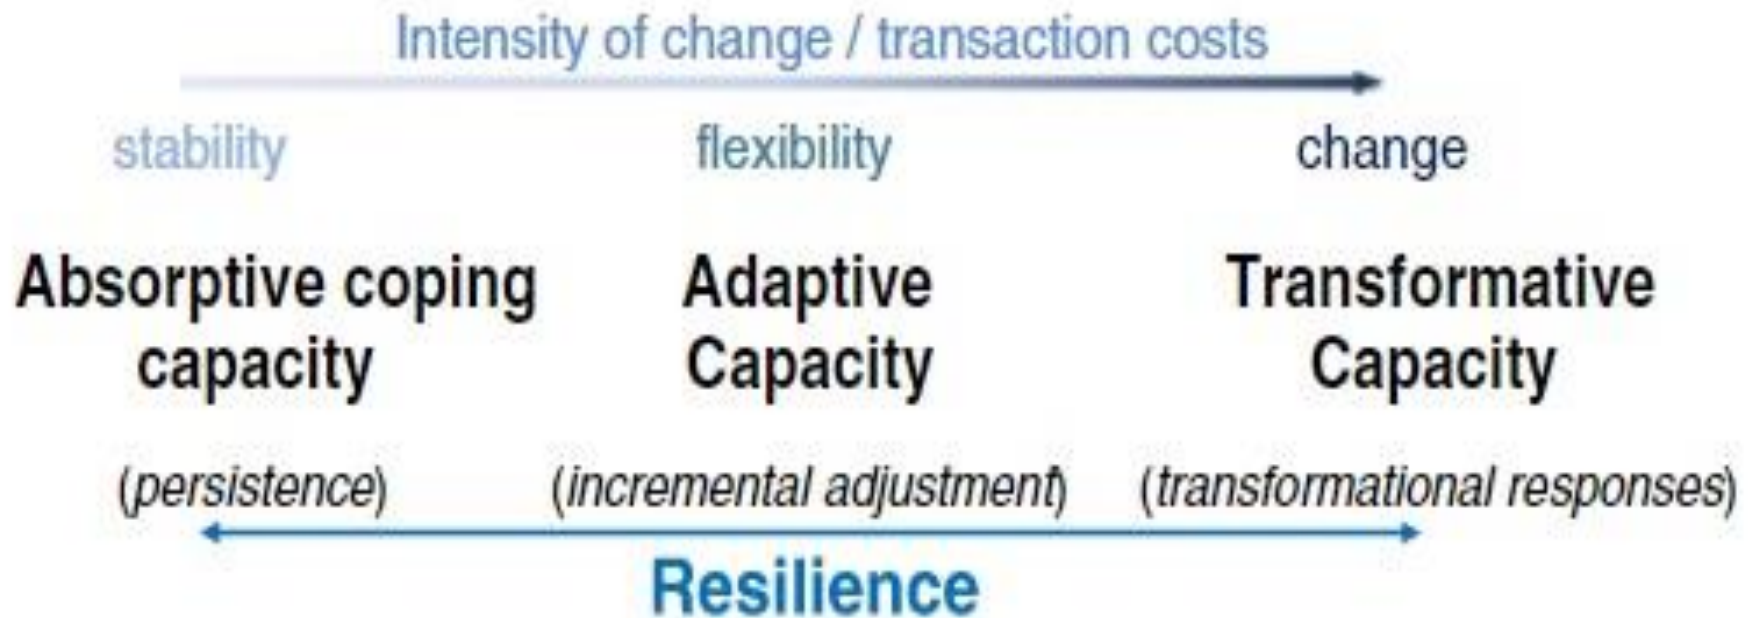 Intensity of change / transaction costs
stability flexibility change
Absorptive coping Adaptive Transformative
capacity Capacity Capacity
(persistence) (incremental adjustment) (transformational responses)
Resilience